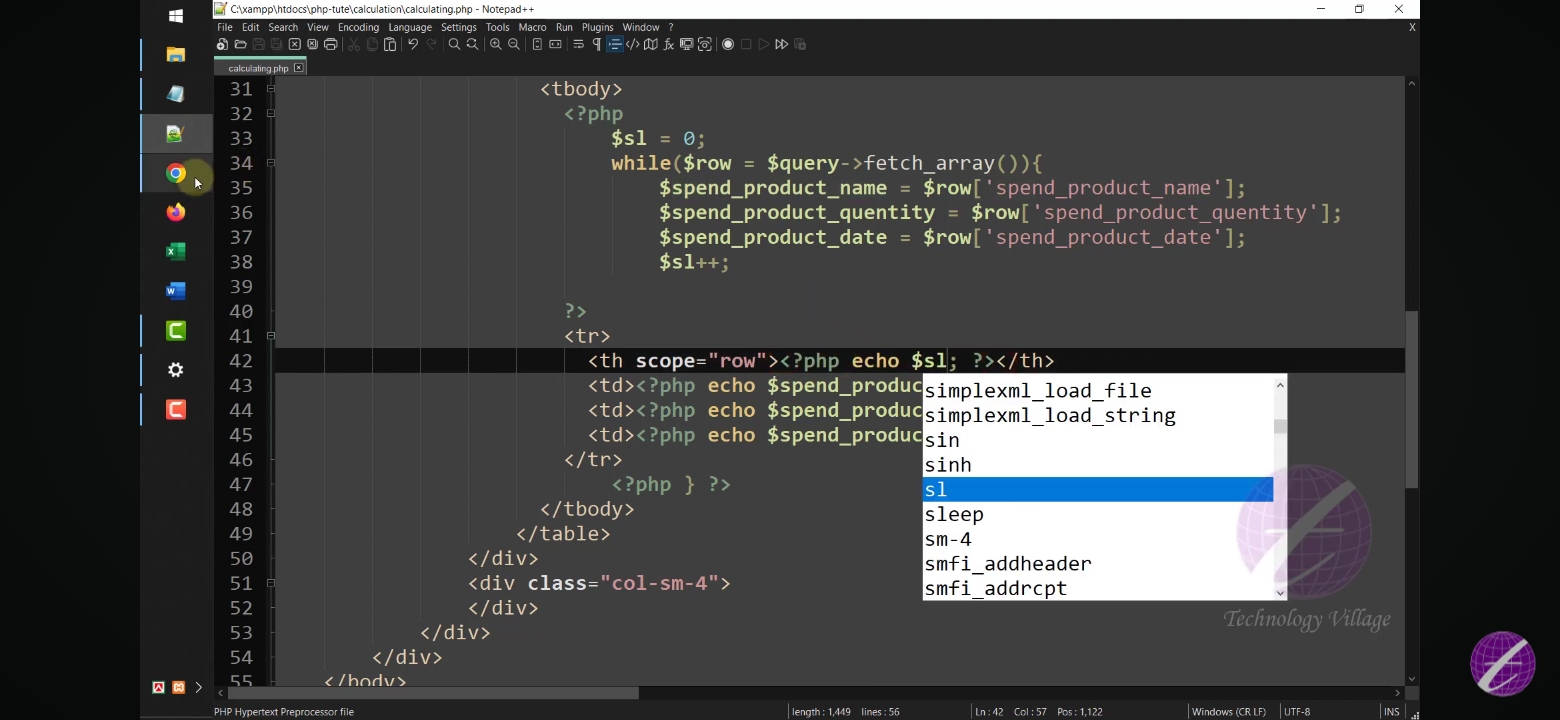 C:\xampp\htdocs\php-tute\calculation\calculating.php - Notepad++
File Edit Search View Encoding Language Settings Tools Macro Run Plugins Window ? X
calculating.php
31 <tbody>
32 <?php
33 $sl = 0;
34 while($row = $query->fetch_array()){
35 $spend_product_name = $row['spend_product_name'];
36 $spend_product_quentity = $row['spend_product_quentity'];
37 $spend_product_date = $row['spend_product_date'];
38 $sl++;
39
40 ?>
41 <tr>
42 <th scope="row"><?php echo $sl; ?></th>
43 <td><?php echo $spend_produc
44 <td><?php echo $spend_produc
45 <td><?php echo $spend_produc
46 </tr>
47 <?php } ?>
48 </tbody>
49 </table>
50 </div>
51 <div class="col-sm-4">
52 </div>
53 </div>
54 </div>
55 </body>
simplexml_load_file
simplexml_load_string
sin
sinh
sl
sleep
sm-4
smfi_addheader
smfi_addrcpt
Technology Village
PHP Hypertext Preprocessor file length : 1,449 lines : 56 Ln : 42 Col : 57 Pos : 1,122 Windows (CR LF) UTF-8 INS